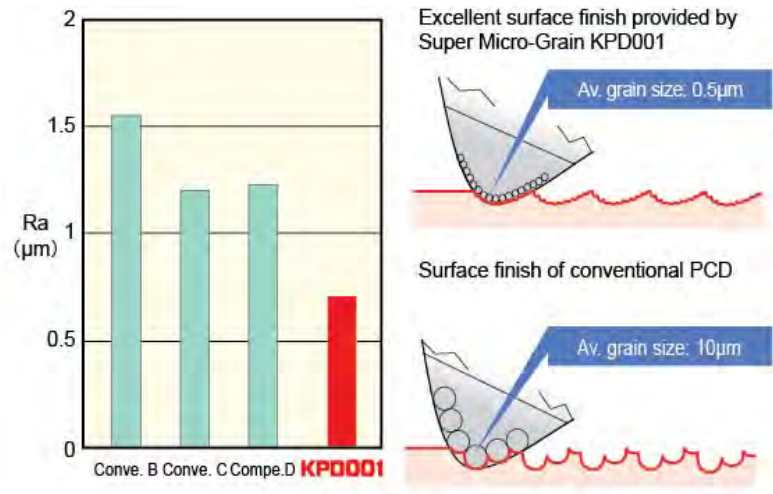 2
1.5
Ra
(μm)
1
0.5
0
Conve. B Conve. C Compe.D KPD001
Excellent surface finish provided by
Super Micro-Grain KPD001
Av. grain size: 0.5μm
Surface finish of conventional PCD
Av. grain size: 10μm